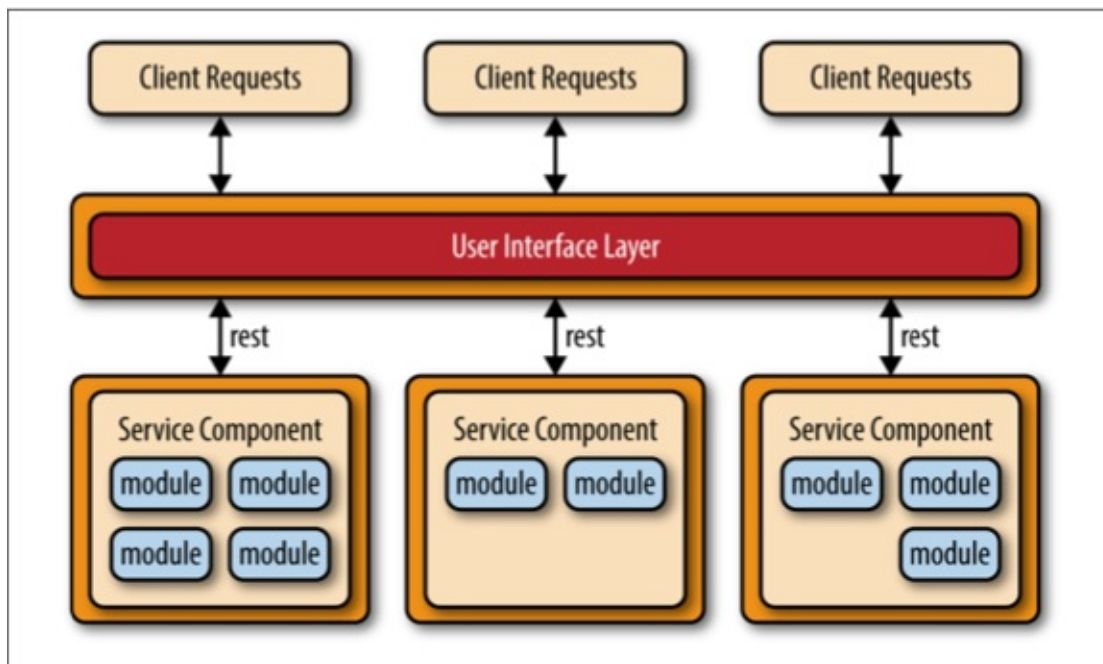 Client Requests Client Requests Client Requests
User Interface Layer
rest rest rest
Service Component Service Component Service Component
module module module module module module
module module module